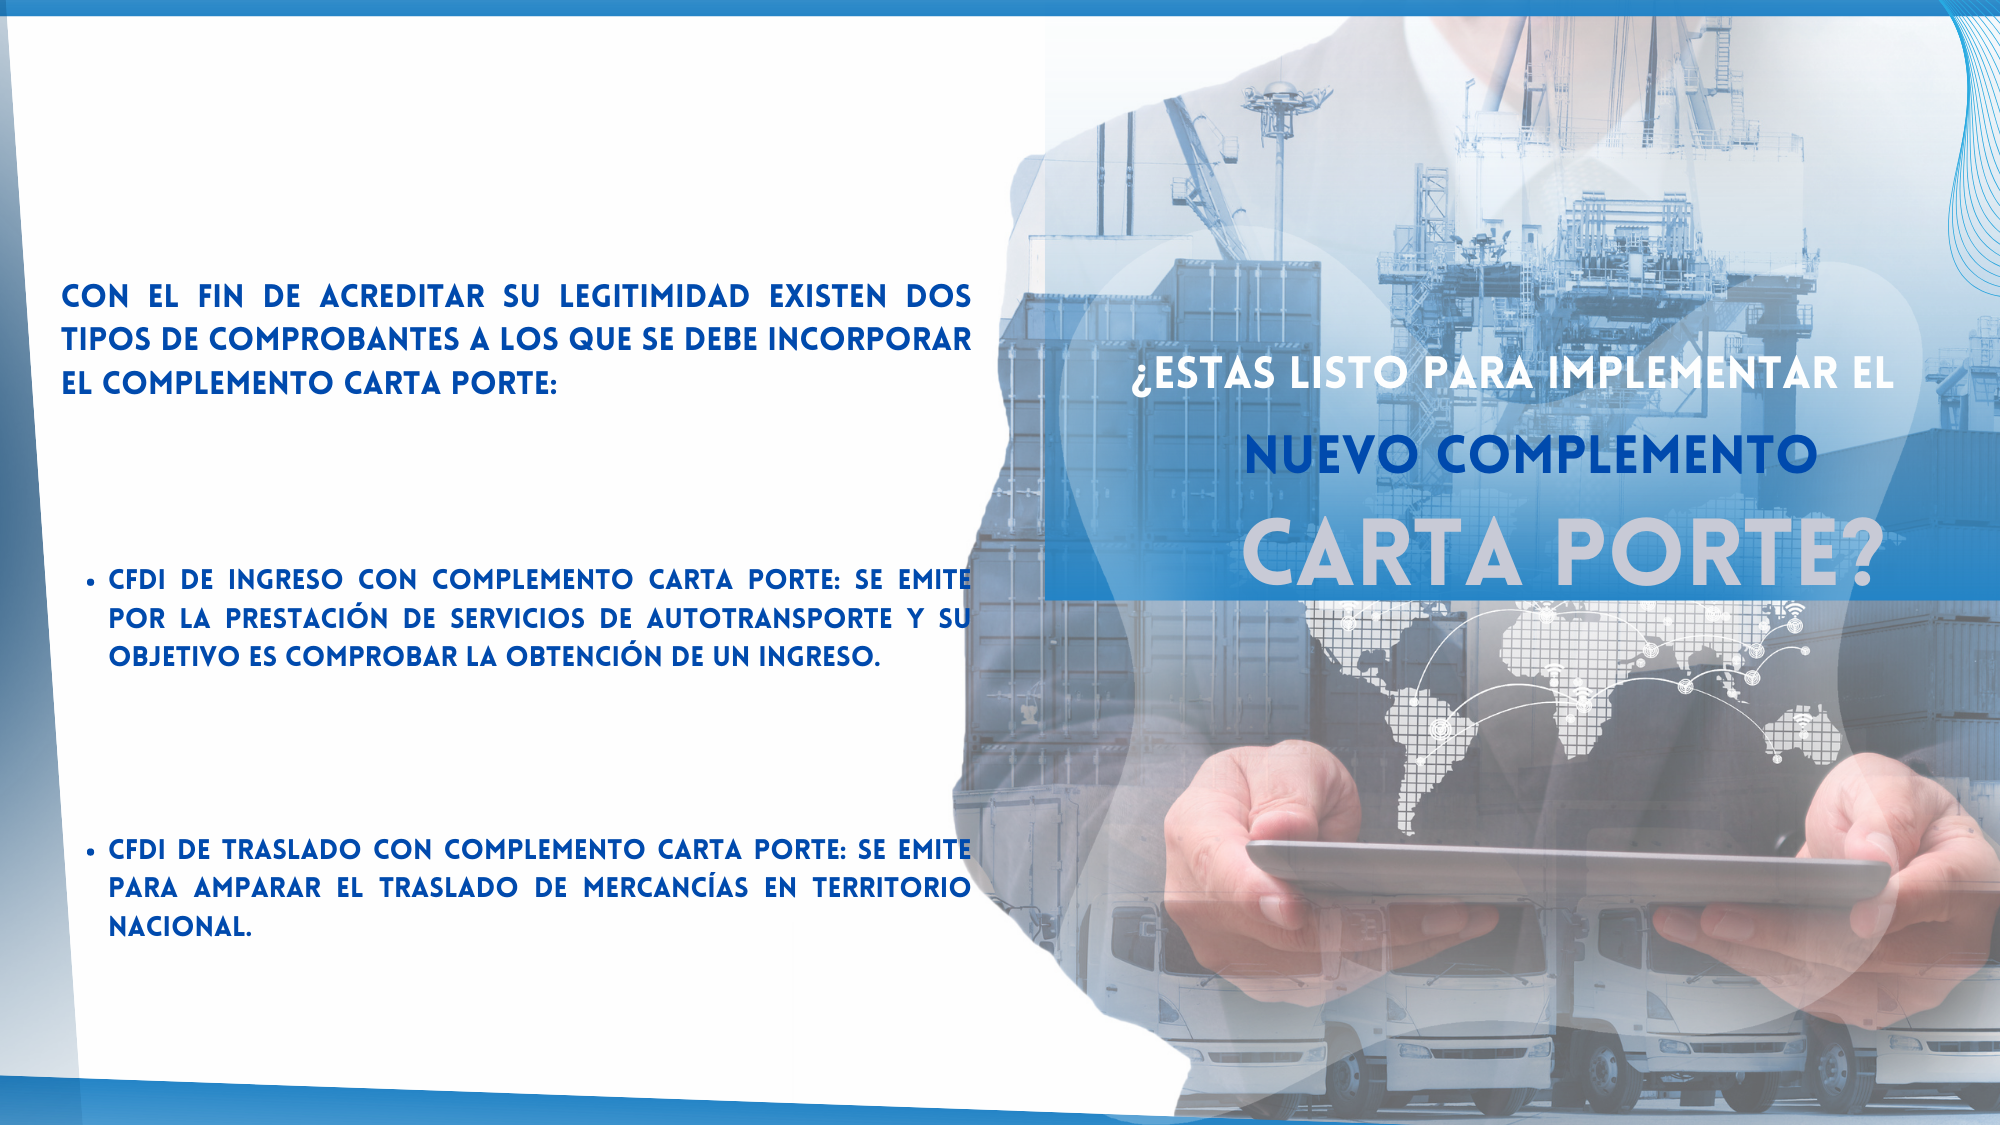 CON EL FIN DE ACREDITAR SU LEGITIMIDAD EXISTEN DOS
TIPOS DE COMPROBANTES A LOS QUE SE DEBE INCORPORAR
EL COMPLEMENTO CARTA PORTE:
• CFDI DE INGRESO CON COMPLEMENTO CARTA PORTE: SE EMITE
POR LA PRESTACIÓN DE SERVICIOS DE AUTOTRANSPORTE Y SU
OBJETIVO ES COMPROBAR LA OBTENCIÓN DE UN INGRESO.
• CFDI DE TRASLADO CON COMPLEMENTO CARTA PORTE: SE EMITE
PARA AMPARAR EL TRASLADO DE MERCANCÍAS EN TERRITORIO
NACIONAL.
¿ESTAS LISTO PARA IMPLEMENTAR EL
NUEVO COMPLEMENTO
CARTA PORTE?